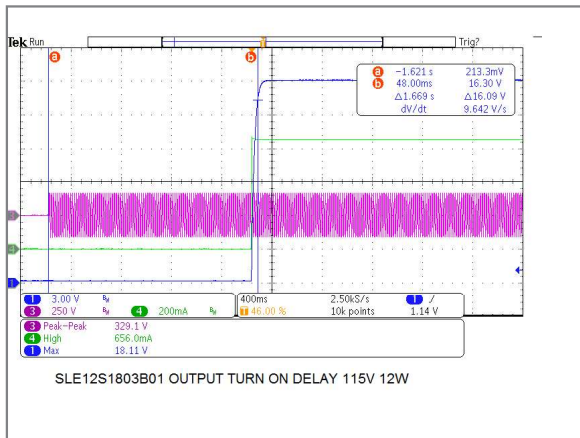 Tek Run Trig?
a b
a −1.621 s 213.3mV
b 48.00ms 16.30 V
Δ1.669 s Δ16.09 V
dV/dt 9.642 V/s
3
4
1
1 3.00 V BW 400ms 2.50kS/s 1 /
3 250 V BW 4 200mA BW T 46.00 % 10k points 1.14 V
3 Peak−Peak 329.1 V
4 High 656.0mA
1 Max 18.11 V
SLE12S1803B01 OUTPUT TURN ON DELAY 115V 12W